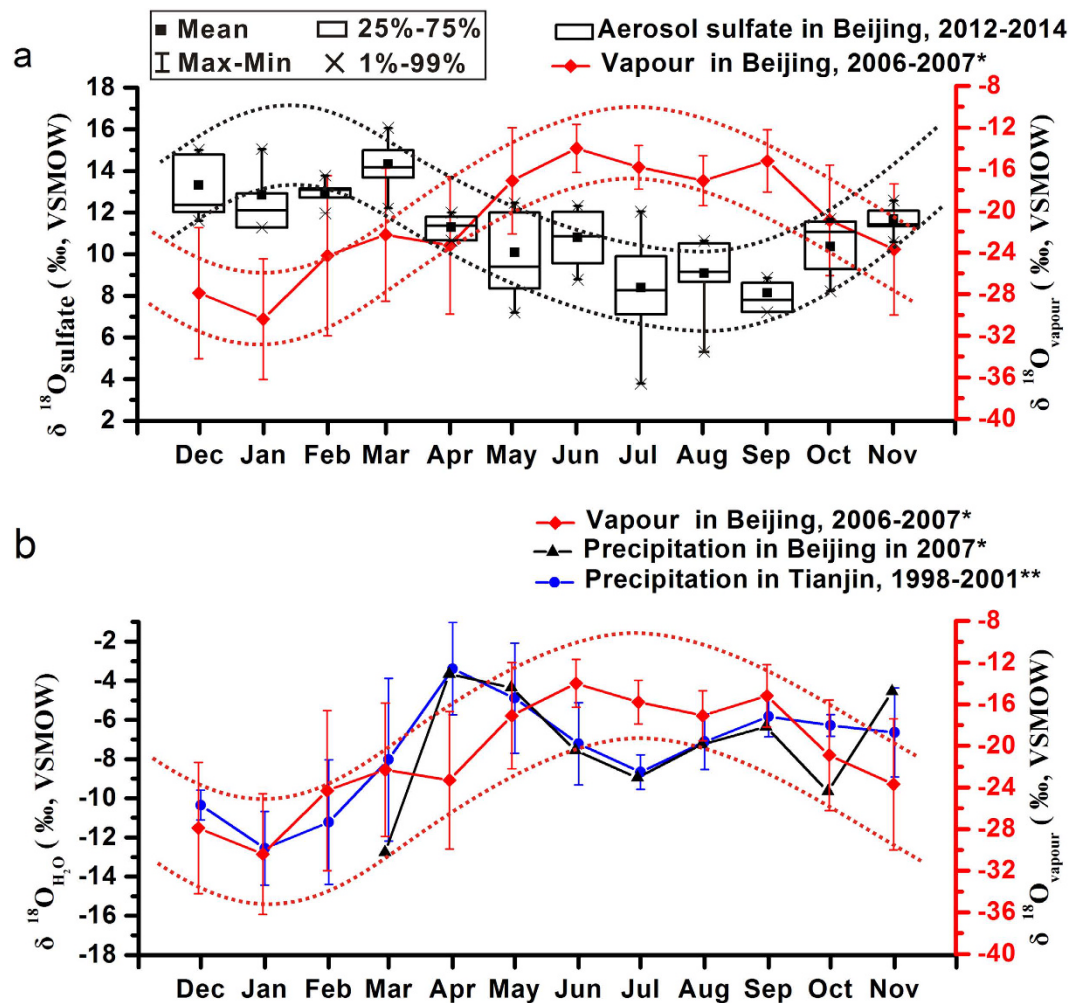 a
Mean 25%-75%
Max-Min 1%-99%
Aerosol sulfate in Beijing, 2012-2014
Vapour in Beijing, 2006-2007*
18
16
14
12
10
8
6
4
2
δ 18Osulfate (‰, VSMOW)
-8
-12
-16
-20
-24
-28
-32
-36
-40
δ 18Ovapour (‰, VSMOW)
Dec Jan Feb Mar Apr May Jun Jul Aug Sep Oct Nov
b
Vapour in Beijing, 2006-2007*
Precipitation in Beijing in 2007*
Precipitation in Tianjin, 1998-2001**
-2
-4
-6
-8
-10
-12
-14
-16
-18
δ 18OH2O (‰, VSMOW)
-8
-12
-16
-20
-24
-28
-32
-36
-40
δ 18Ovapour (‰, VSMOW)
Dec Jan Feb Mar Apr May Jun Jul Aug Sep Oct Nov